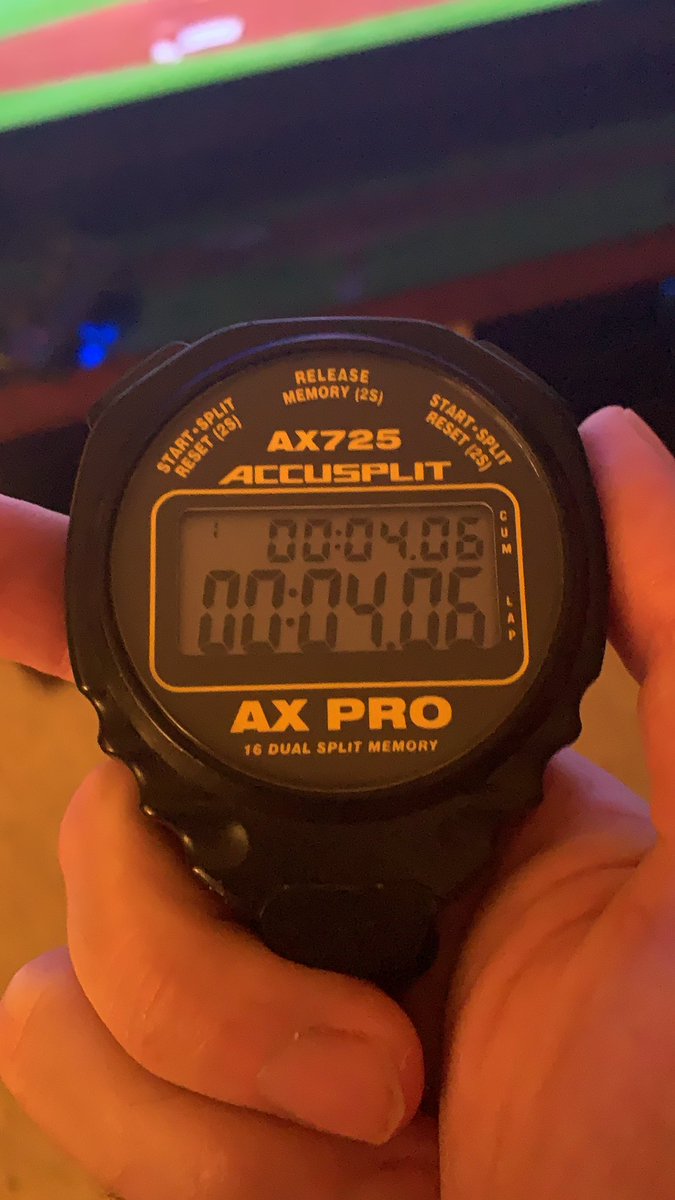 RELEASE
MEMORY (2S)
START-SPLIT
RESET (2S)
START-SPLIT
RESET (2S)
AX725
ACCUSPLIT
1 00:04.06
CUM
00:04.06
LAP
AX PRO
16 DUAL SPLIT MEMORY